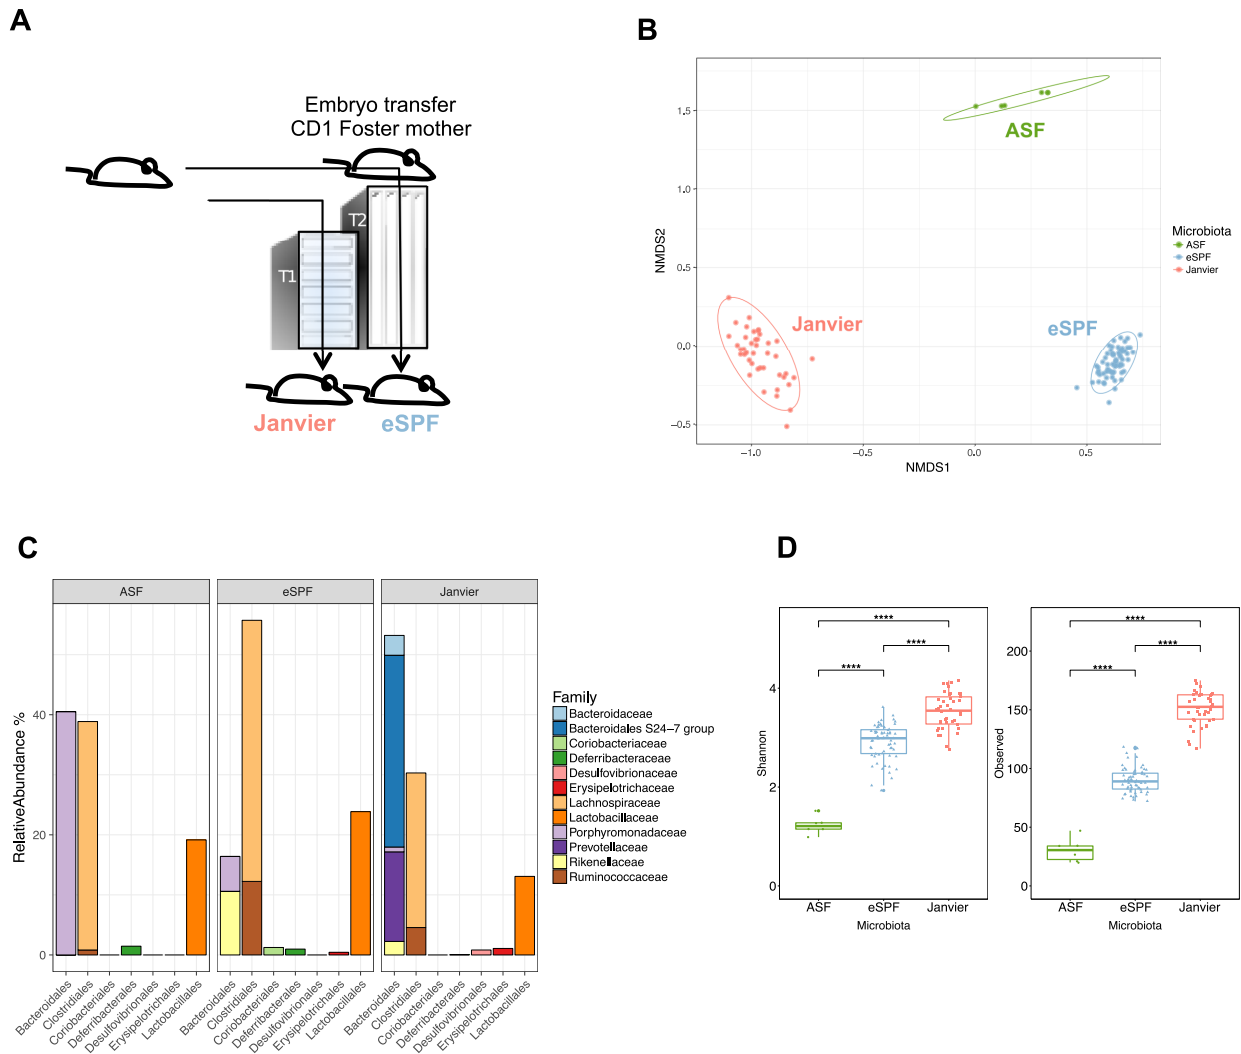 A
Embryo transfer
CD1 Foster mother
T2
T1
Janvier
eSPF
B
1.5
1.0
0.5
0.0
−0.5
NMDS2
−1.0
−0.5
0.0
0.5
NMDS1
ASF
Janvier
eSPF
Microbiota
ASF
eSPF
Janvier
C
ASF
eSPF
Janvier
RelativeAbundance %
40
20
0
Bacteroidales
Clostridiales
Coriobacteriales
Deferribacterales
Desulfovibrionales
Erysipelotrichales
Lactobacillales
Bacteroidales
Clostridiales
Coriobacteriales
Deferribacterales
Desulfovibrionales
Erysipelotrichales
Lactobacillales
Bacteroidales
Clostridiales
Coriobacteriales
Deferribacterales
Desulfovibrionales
Erysipelotrichales
Lactobacillales
Family
Bacteroidaceae
Bacteroidales S24−7 group
Coriobacteriaceae
Deferribacteraceae
Desulfovibrionaceae
Erysipelotrichaceae
Lachnospiraceae
Lactobacillaceae
Porphyromonadaceae
Prevotellaceae
Rikenellaceae
Ruminococcaceae
D
****
****
****
Shannon
4
2
0
ASF
eSPF
Janvier
Microbiota
****
****
****
Observed
200
150
100
50
0
ASF
eSPF
Janvier
Microbiota